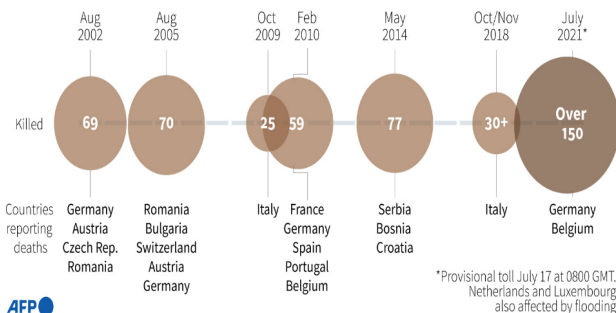 Aug
2002
Aug
2005
Oct
2009
Feb
2010
May
2014
Oct/Nov
2018
July
2021*
Killed
69
70
25
59
77
30+
Over
150
Countries
reporting
deaths
Germany
Austria
Czech Rep.
Romania
Romania
Bulgaria
Switzerland
Austria
Germany
Italy
France
Germany
Spain
Portugal
Belgium
Serbia
Bosnia
Croatia
Italy
Germany
Belgium
*Provisional toll July 17 at 0800 GMT.
Netherlands and Luxembourg
also affected by flooding
AFP